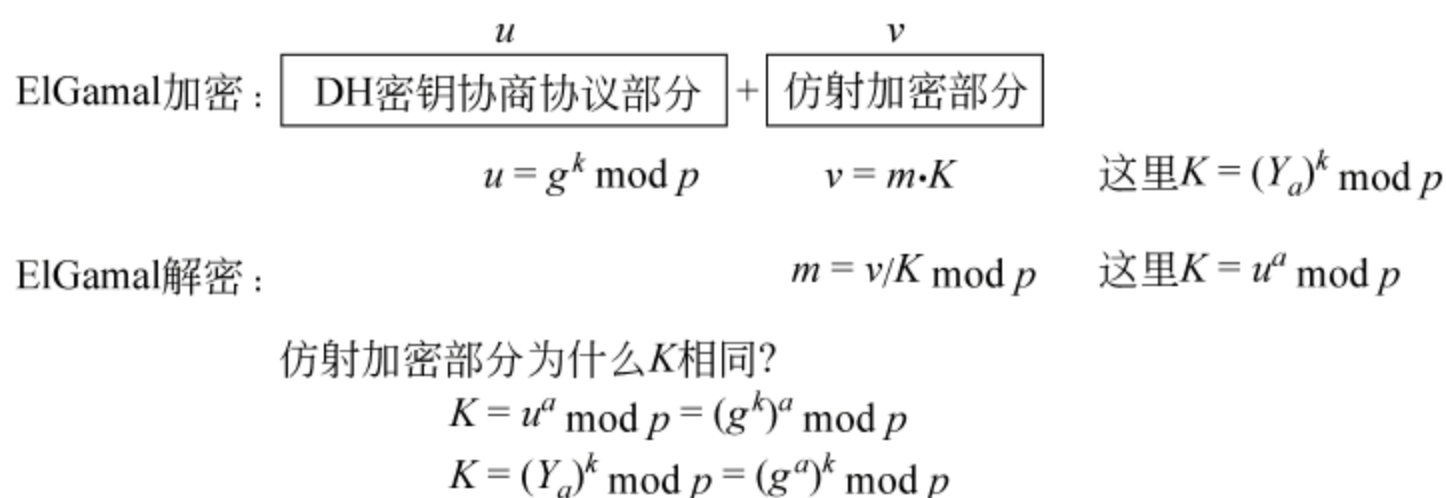 u v
ElGamal加密： DH密钥协商协议部分 + 仿射加密部分
u = g^k mod p v = m•K 这里K = (Y_a)^k mod p
ElGamal解密： m = v/K mod p 这里K = u^a mod p
仿射加密部分为什么K相同?
K = u^a mod p = (g^k)^a mod p
K = (Y_a)^k mod p = (g^a)^k mod p